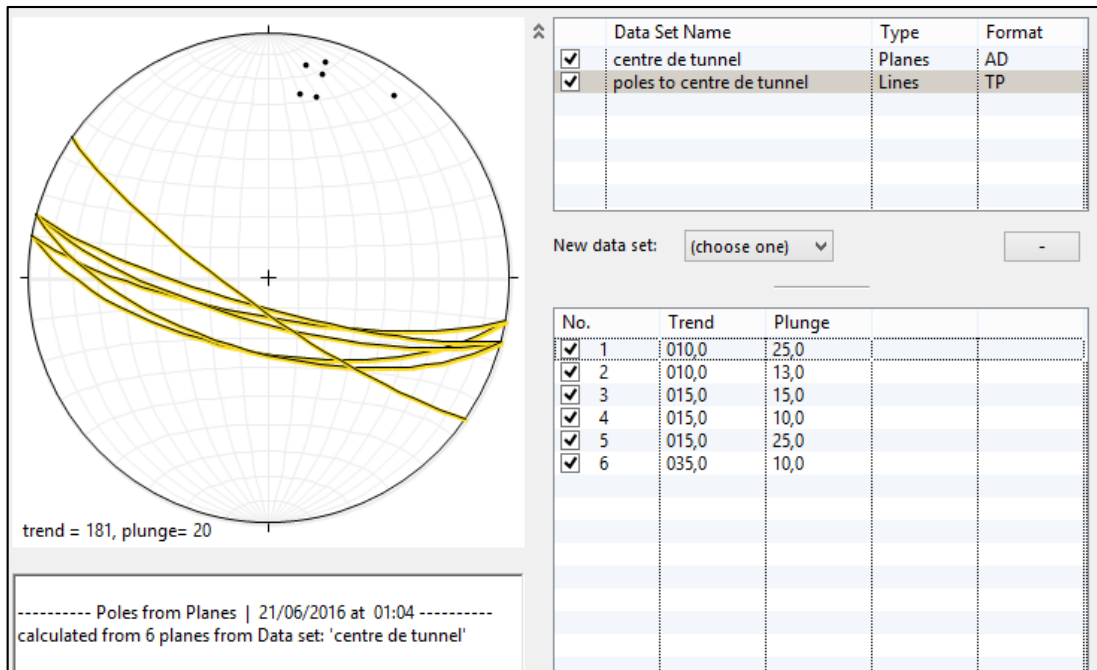 Data Set Name Type Format
centre de tunnel Planes AD
poles to centre de tunnel Lines TP
New data set: (choose one) -
No. Trend Plunge
1 010,0 25,0
2 010,0 13,0
3 015,0 15,0
4 015,0 10,0
5 015,0 25,0
6 035,0 10,0
trend = 181, plunge= 20
---------- Poles from Planes | 21/06/2016 at 01:04 ----------
calculated from 6 planes from Data set: 'centre de tunnel'